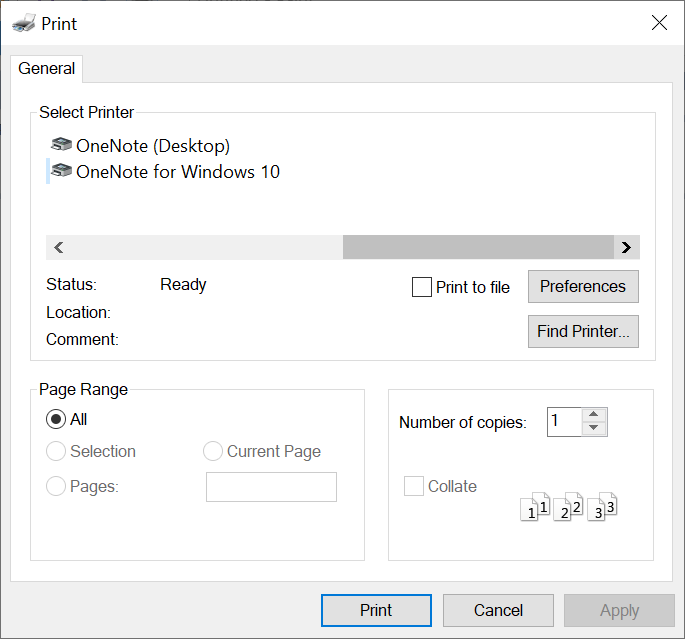 Print
General
Select Printer
OneNote (Desktop)
OneNote for Windows 10
Status: Ready Print to file Preferences
Location:
Comment: Find Printer...
Page Range
All
Number of copies: 1
Selection Current Page
Pages: Collate
1 1 2 2 3 3
Print Cancel Apply